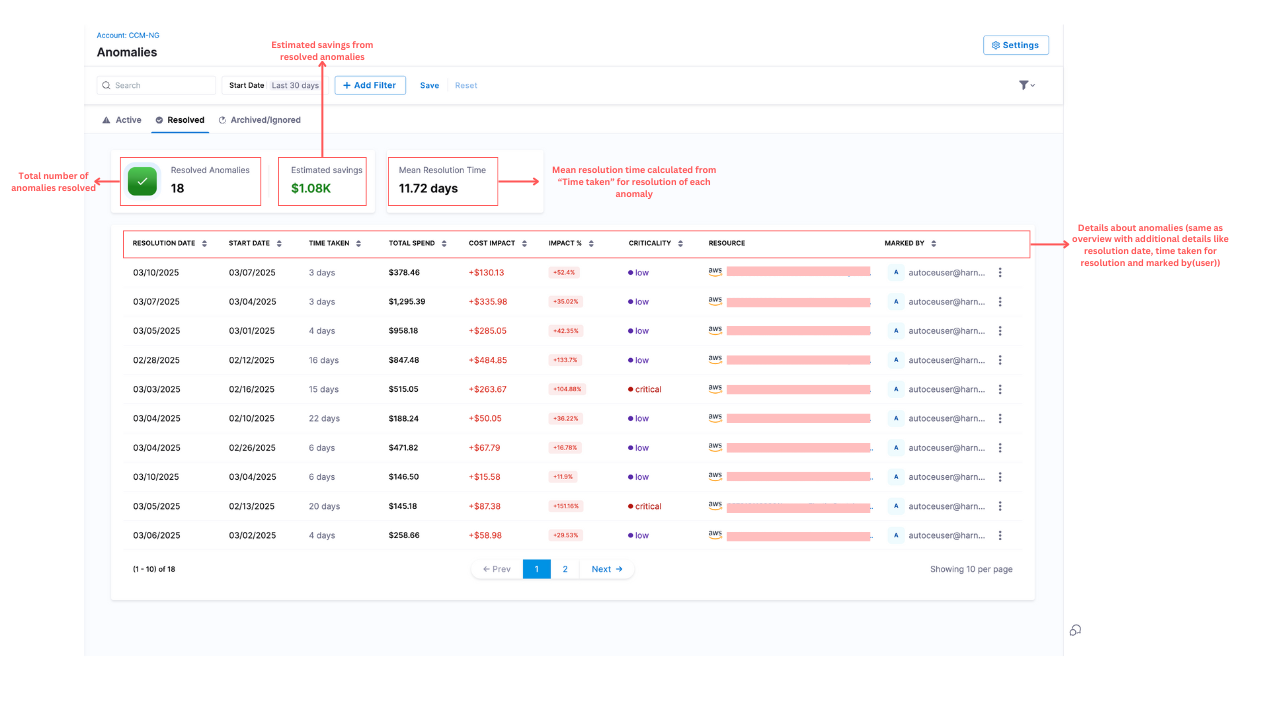 Account: CCM-NG
Anomalies
Estimated savings from
resolved anomalies
Settings
Search
Start Date Last 30 days
+ Add Filter
Save
Reset
Active
Resolved
Archived/Ignored
Total number of
anomalies resolved
Resolved Anomalies
18
Estimated savings
$1.08K
Mean Resolution Time
11.72 days
Mean resolution time calculated from
"Time taken" for resolution of each
anomaly
Details about anomalies (same as
overview with additional details like
resolution date, time taken for
resolution and marked by(user))
RESOLUTION DATE START DATE TIME TAKEN TOTAL SPEND COST IMPACT IMPACT % CRITICALITY RESOURCE MARKED BY
03/10/2025 03/07/2025 3 days $378.46 +$130.13 +52.4% low aws A autoceuser@harn...
03/07/2025 03/04/2025 3 days $1,295.39 +$335.98 +35.02% low aws A autoceuser@harn...
03/05/2025 03/01/2025 4 days $958.18 +$285.05 +42.35% low aws A autoceuser@harn...
02/28/2025 02/12/2025 16 days $847.48 +$484.85 +133.7% low aws A autoceuser@harn...
03/03/2025 02/16/2025 15 days $515.05 +$263.67 +104.88% critical aws A autoceuser@harn...
03/04/2025 02/10/2025 22 days $188.24 +$50.05 +36.22% low aws A autoceuser@harn...
03/04/2025 02/26/2025 6 days $471.82 +$67.79 +16.78% low aws A autoceuser@harn...
03/10/2025 03/04/2025 6 days $146.50 +$15.58 +11.9% low aws A autoceuser@harn...
03/05/2025 02/13/2025 20 days $145.18 +$87.38 +151.16% critical aws A autoceuser@harn...
03/06/2025 03/02/2025 4 days $258.66 +$58.98 +29.53% low aws A autoceuser@harn...
(1 - 10) of 18
← Prev 1 2 Next →
Showing 10 per page